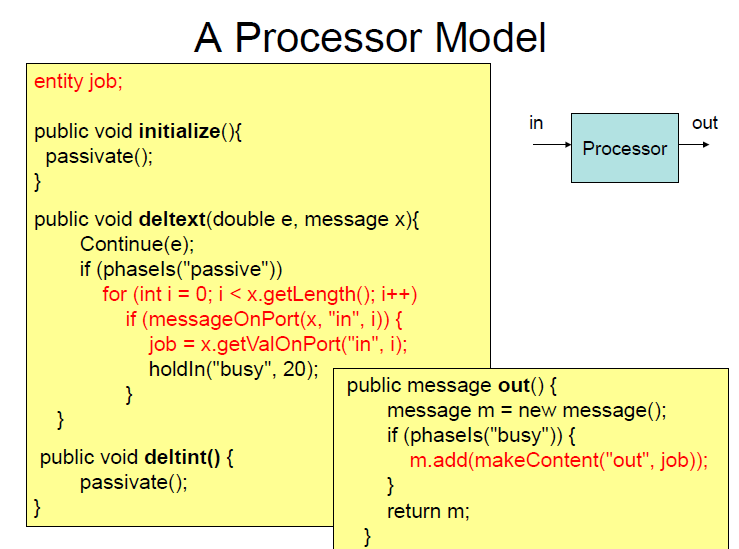 A Processor Model
entity job;
public void initialize(){
passivate();
}
public void deltext(double e, message x){
Continue(e);
if (phaseIs("passive"))
for (int i = 0; i < x.getLength(); i++)
if (messageOnPort(x, "in", i)) {
job = x.getValOnPort("in", i);
holdIn("busy", 20);
}
}
public void deltint() {
passivate();
}
in
Processor
out
public message out() {
message m = new message();
if (phaseIs("busy")) {
m.add(makeContent("out", job));
}
return m;
}